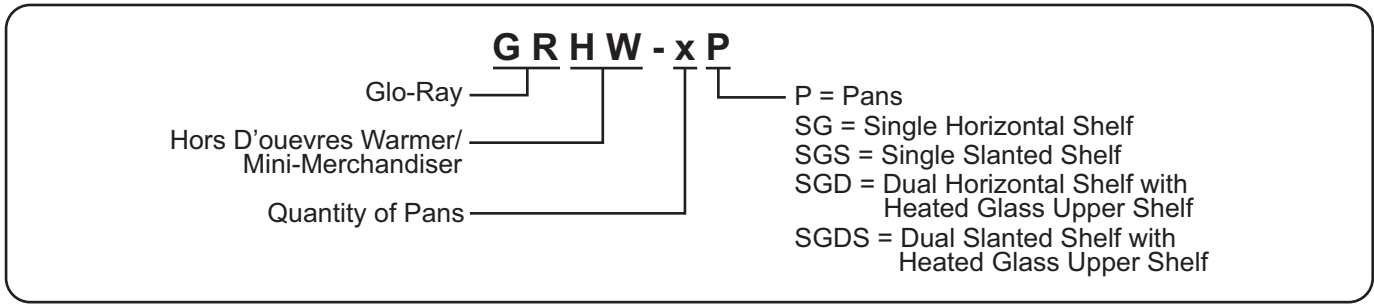 G R H W - x P
Glo-Ray
Hors D'ouevres Warmer/
Mini-Merchandiser
Quantity of Pans
P = Pans
SG = Single Horizontal Shelf
SGS = Single Slanted Shelf
SGD = Dual Horizontal Shelf with
Heated Glass Upper Shelf
SGDS = Dual Slanted Shelf with
Heated Glass Upper Shelf